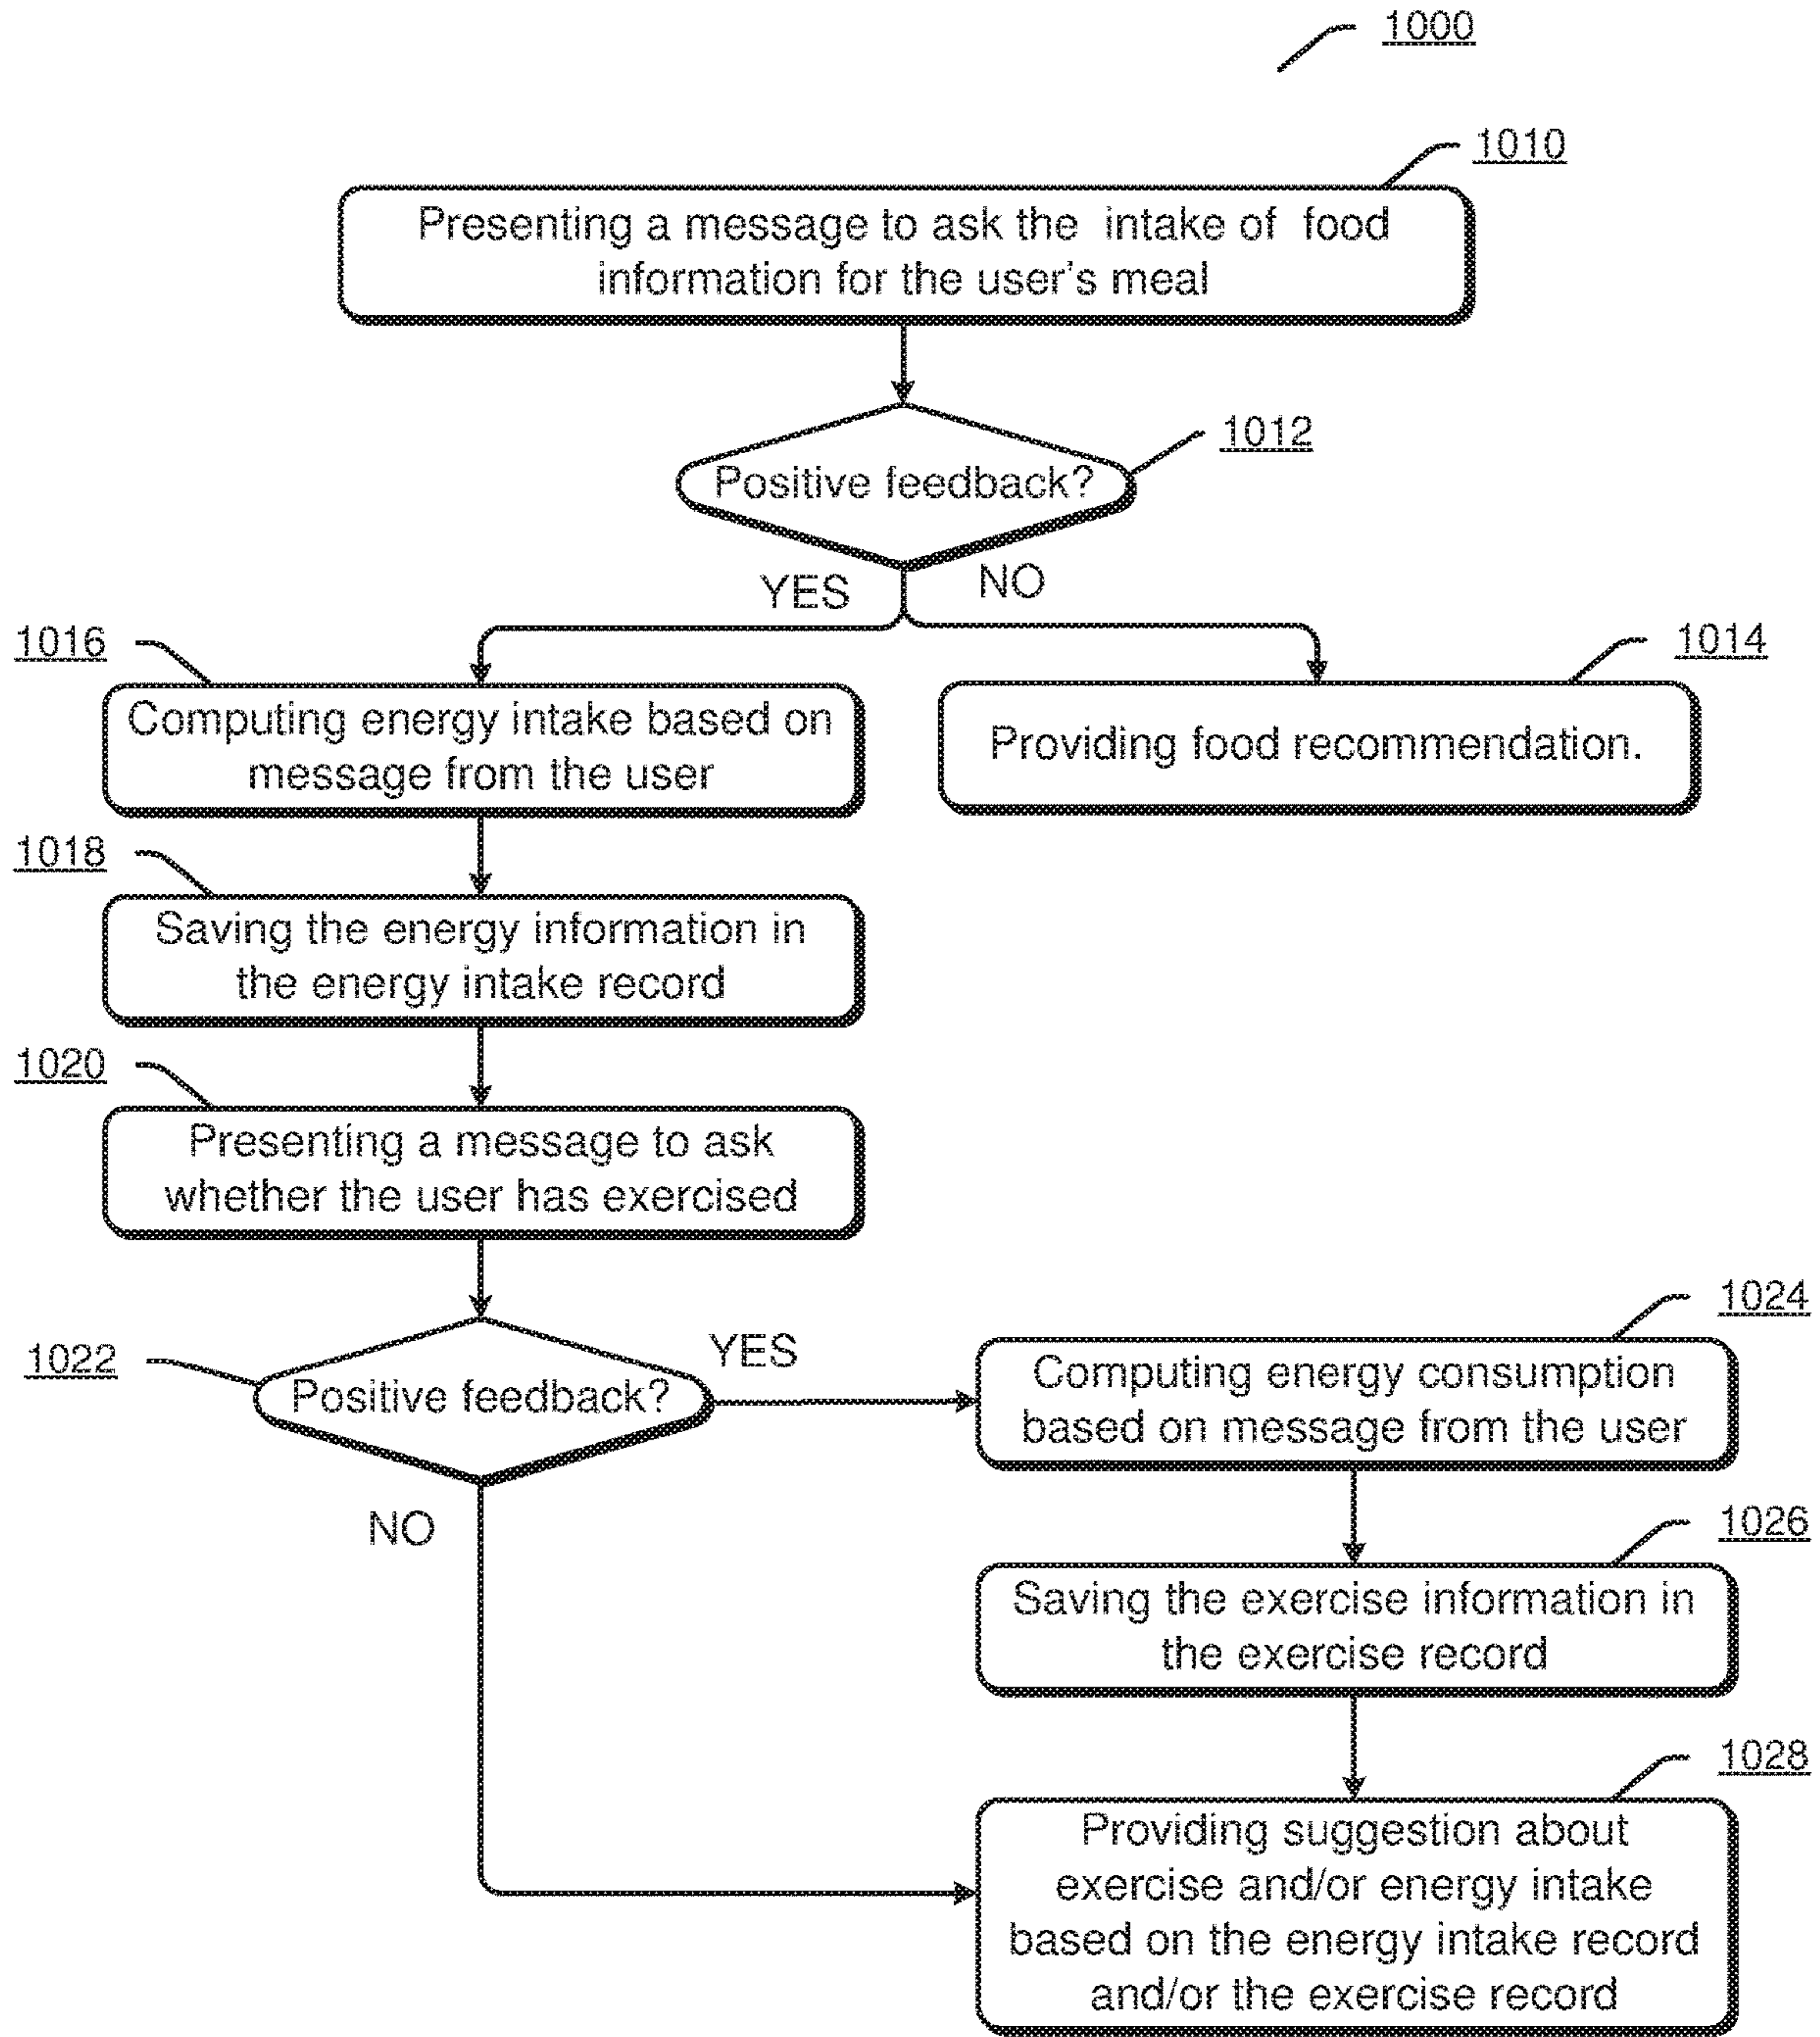 1000
1010
Presenting a message to ask the intake of food
information for the user's meal
1012
Positive feedback?
YES
NO
1016
1014
Computing energy intake based on
message from the user
Providing food recommendation.
1018
Saving the energy information in
the energy intake record
1020
Presenting a message to ask
whether the user has exercised
1022
Positive feedback?
YES
NO
1024
Computing energy consumption
based on message from the user
1026
Saving the exercise information in
the exercise record
1028
Providing suggestion about
exercise and/or energy intake
based on the energy intake record
and/or the exercise record